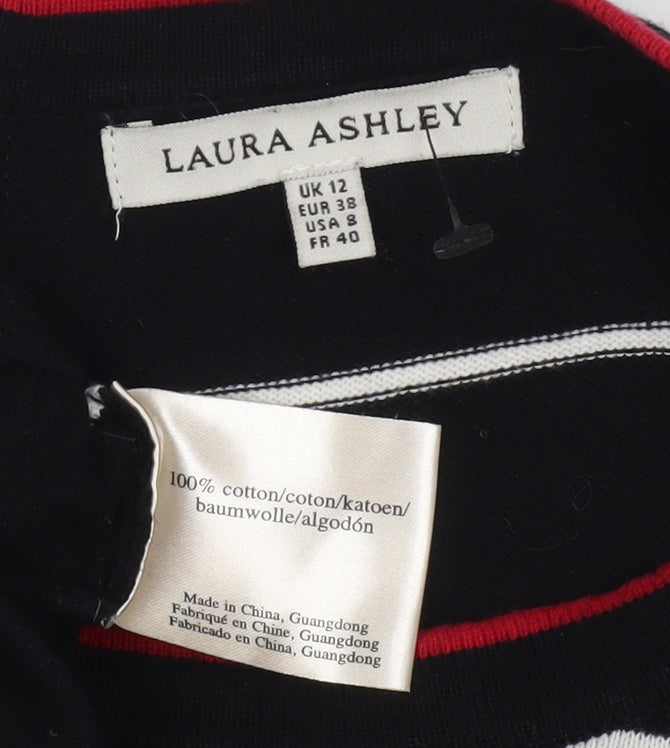 LAURA ASHLEY
UK 12
EUR 38
USA 8
FR 40
100% cotton/coton/katoen/
baumwolle/algodón
Made in China, Guangdong
Fabriqué en Chine, Guangdong
Fabricado en China, Guangdong